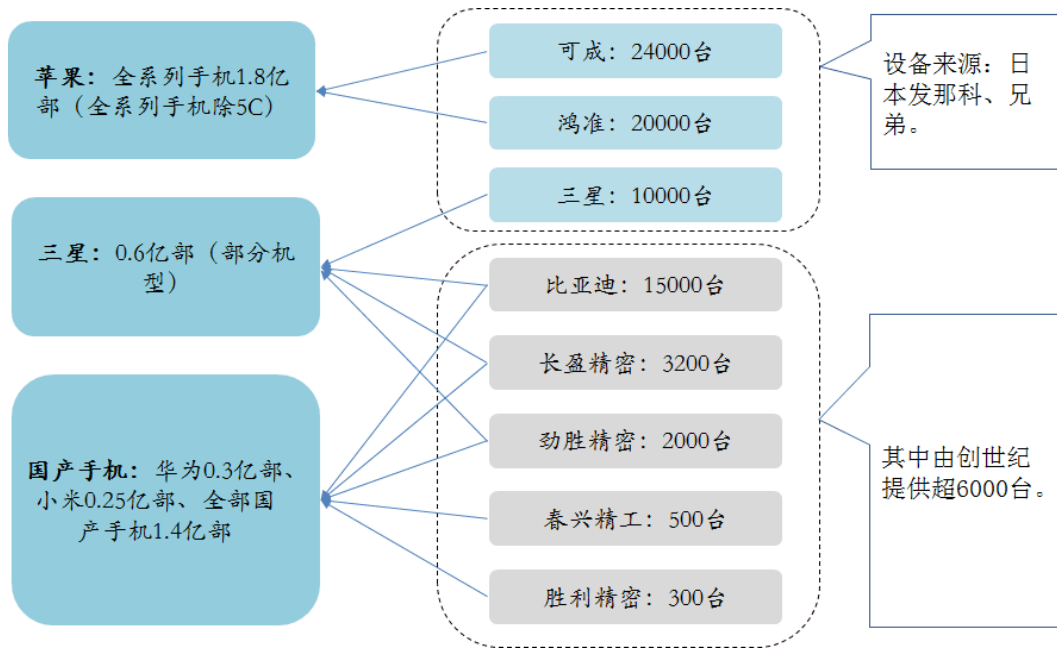 苹果：全系列手机1.8亿
部（全系列手机除5C）
三星：0.6亿部（部分机
型）
国产手机：华为0.3亿部、
小米0.25亿部、全部国
产手机1.4亿部
可成：24000台
鸿准：20000台
三星：10000台
比亚迪：15000台
长盈精密：3200台
劲胜精密：2000台
春兴精工：500台
胜利精密：300台
设备来源：日
本发那科、兄
弟。
其中由创世纪
提供超6000台。